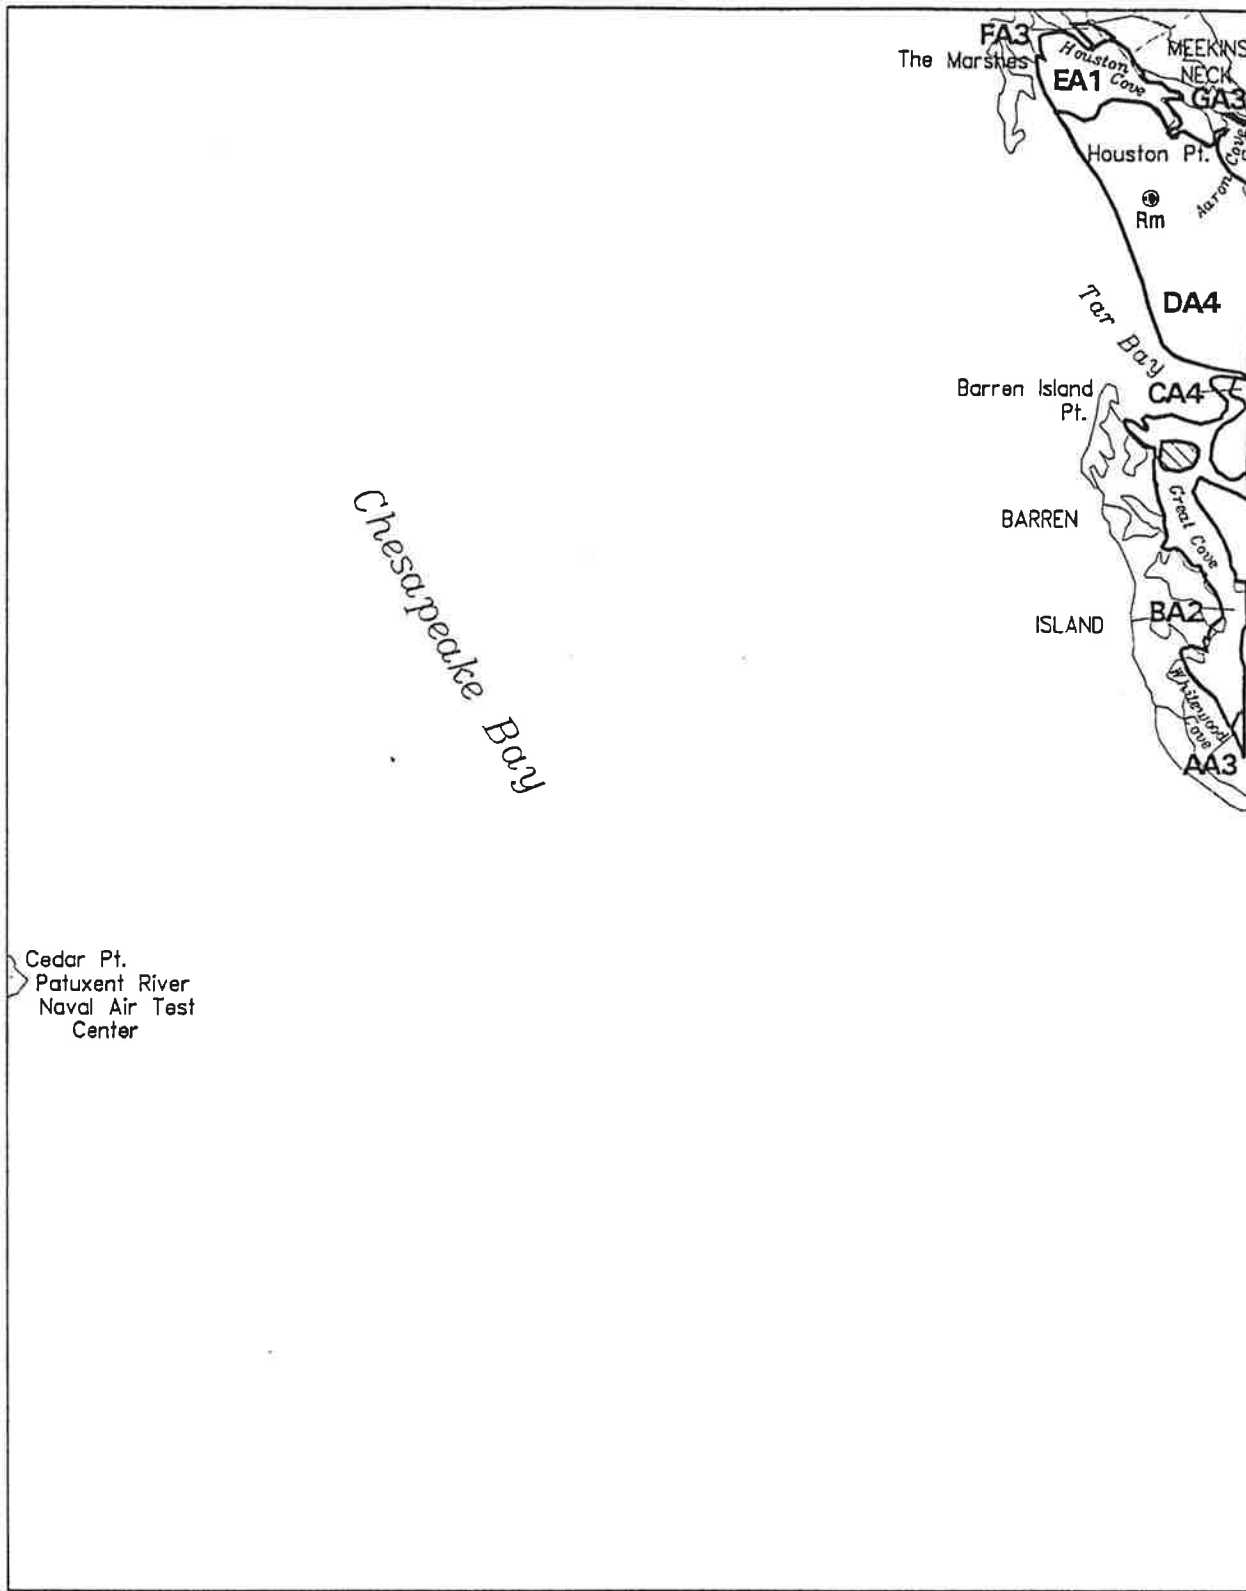 FA3
The Marshes
Houston
Cove
MEEKINS
NECK
EA1
GA3
Houston Pt.
Aaron Cove
Rm
DA4
Tar Bay
Barren Island
Pt.
CA4
Great Cove
BARREN
ISLAND
BA2
Whitewood
Cove
AA3
Chesapeake Bay
Cedar Pt.
Patuxent River
Naval Air Test
Center